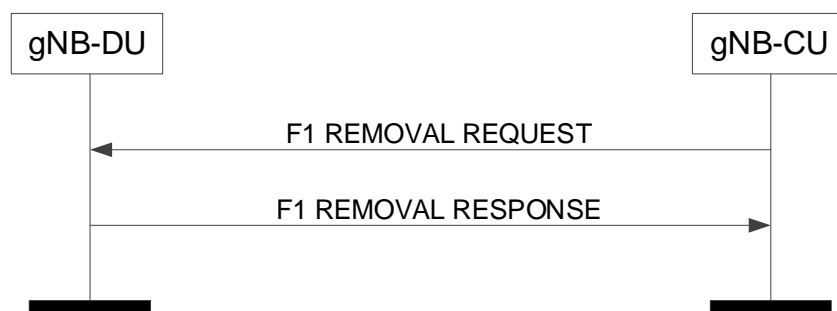 gNB-DU
gNB-CU
F1 REMOVAL REQUEST
F1 REMOVAL RESPONSE